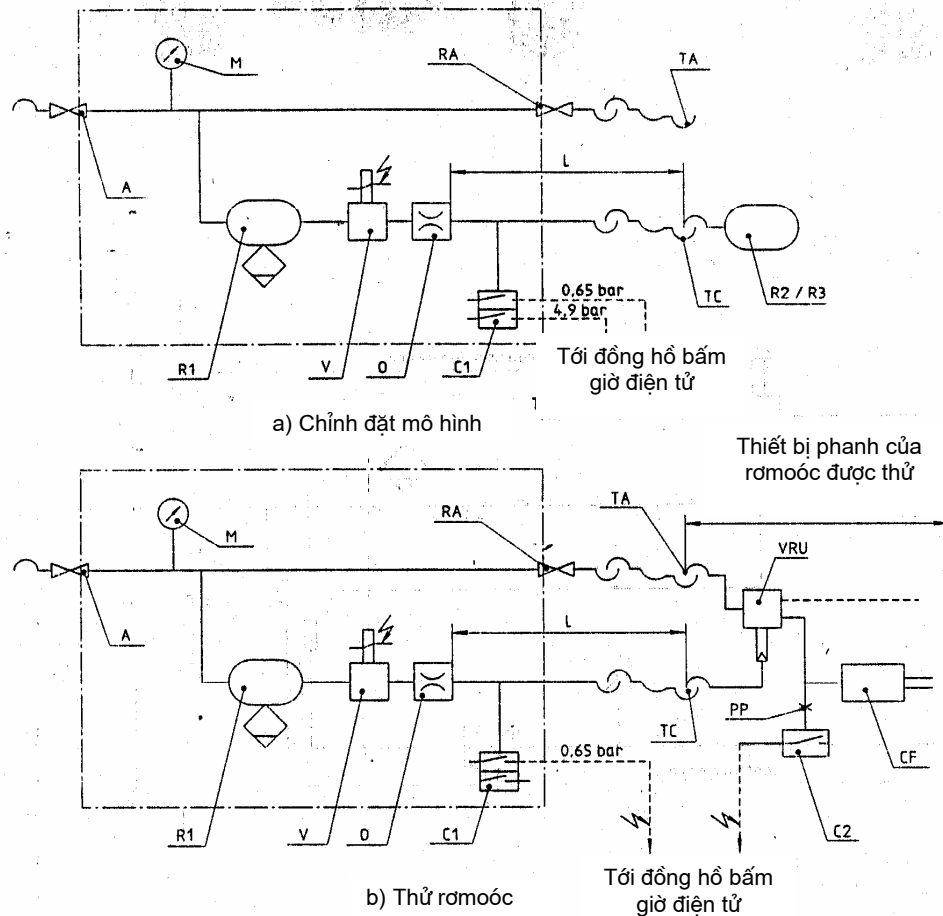 M
RA
TA
A
L
0,65 bar
4,9 bar
TC
R2 / R3
R1
V
O
C1
Tới đồng hồ bấm
giờ điện tử
a) Chỉnh đặt mô hình
Thiết bị phanh của
rơmoóc được thử
M
RA
TA
VRU
A
L
PP
TC
CF
0,65 bar
R1
V
O
C1
C2
Tới đồng hồ bấm
giờ điện tử
b) Thử rơmoóc